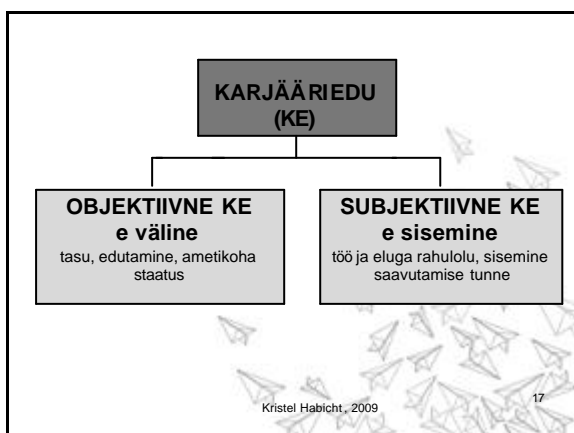 KARJÄÄRIEDU
(KE)
OBJEKTIIVNE KE
e väline
tasu, edutamine, ametikoha
staatus
SUBJEKTIIVNE KE
e sisemine
töö ja eluga rahulolu, sisemine
saavutamise tunne
Kristel Habicht , 2009
17